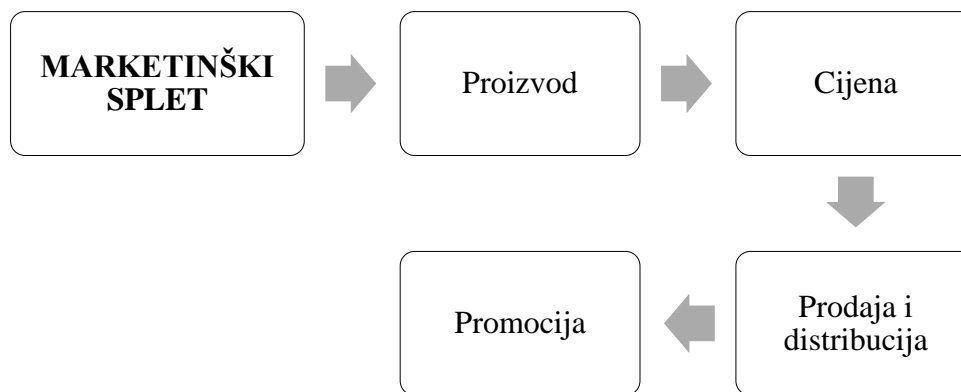 MARKETINŠKI
SPLET
Proizvod
Cijena
Prodaja i
distribucija
Promocija